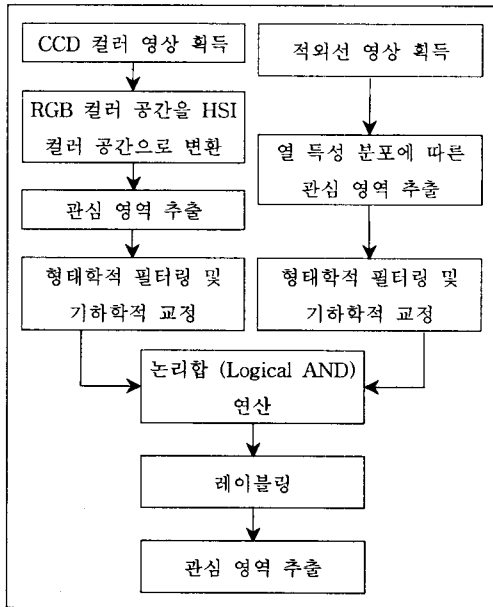 CCD 컬러 영상 획득
적외선 영상 획득
RGB 컬러 공간을 HSI
컬러 공간으로 변환
열 특성 분포에 따른
관심 영역 추출
관심 영역 추출
형태학적 필터링 및
기하학적 교정
형태학적 필터링 및
기하학적 교정
논리합 (Logical AND)
연산
레이블링
관심 영역 추출